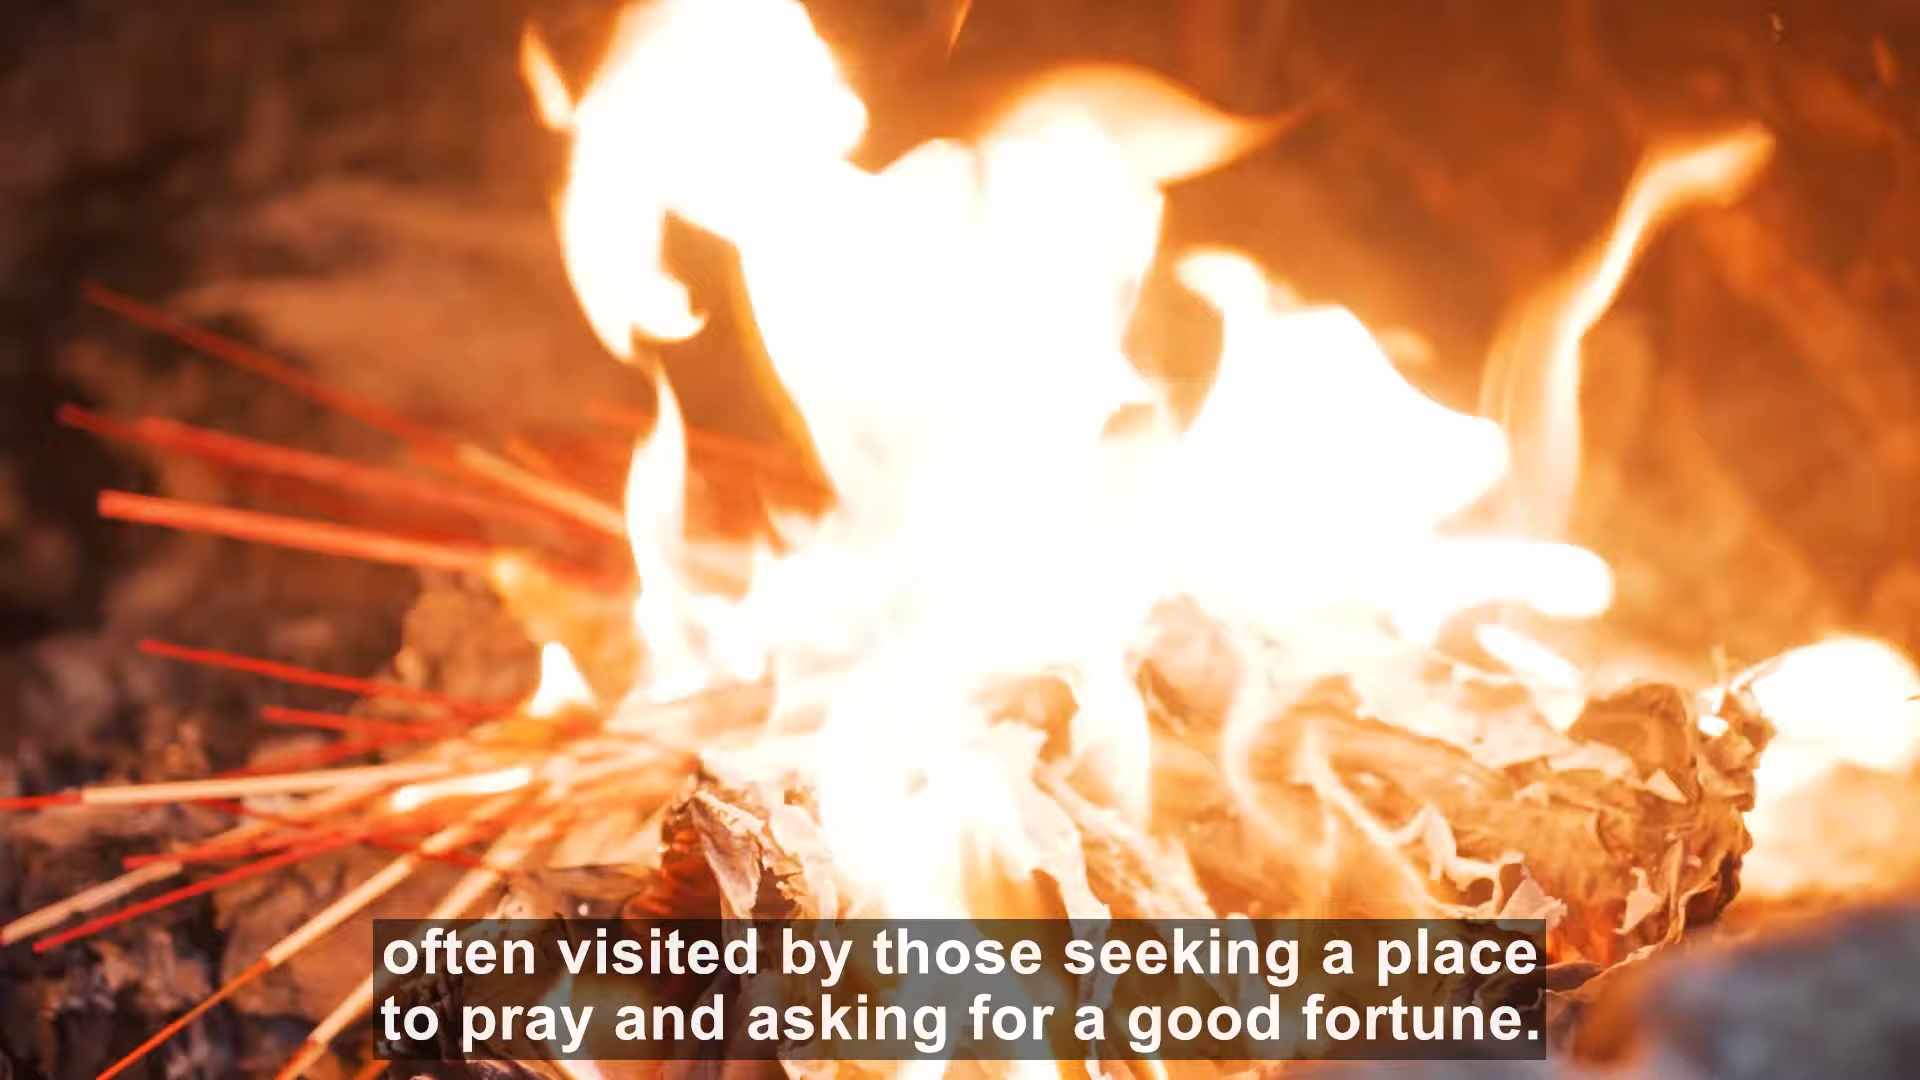 often visited by those seeking a place
to pray and asking for a good fortune.